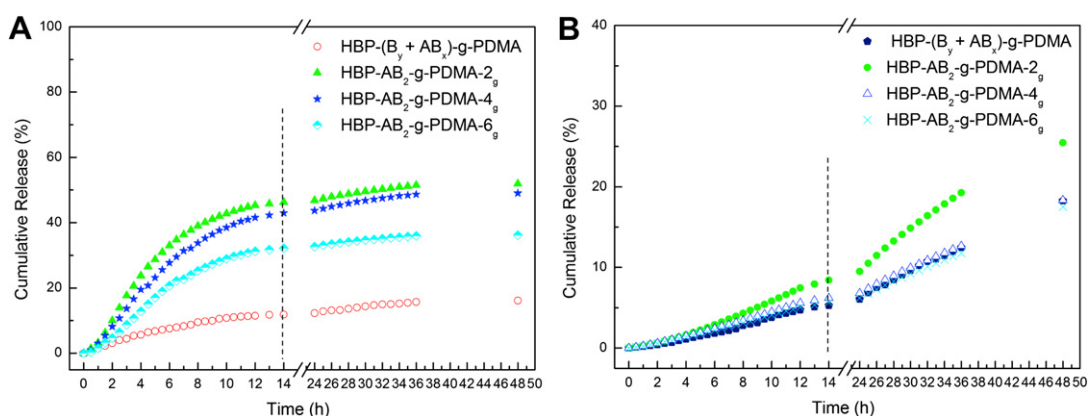 A
100
80
60
40
20
0
Cumulative Release (%)
HBP-(By + ABx)-g-PDMA
HBP-AB2-g-PDMA-2g
HBP-AB2-g-PDMA-4g
HBP-AB2-g-PDMA-6g
0 2 4 6 8 10 12 14 24 26 28 30 32 34 36 38 40 42 44 46 48 50
Time (h)
B
40
30
20
10
0
Cumulative Release (%)
HBP-(By + ABx)-g-PDMA
HBP-AB2-g-PDMA-2g
HBP-AB2-g-PDMA-4g
HBP-AB2-g-PDMA-6g
0 2 4 6 8 10 12 14 24 26 28 30 32 34 36 38 40 42 44 46 48 50
Time (h)